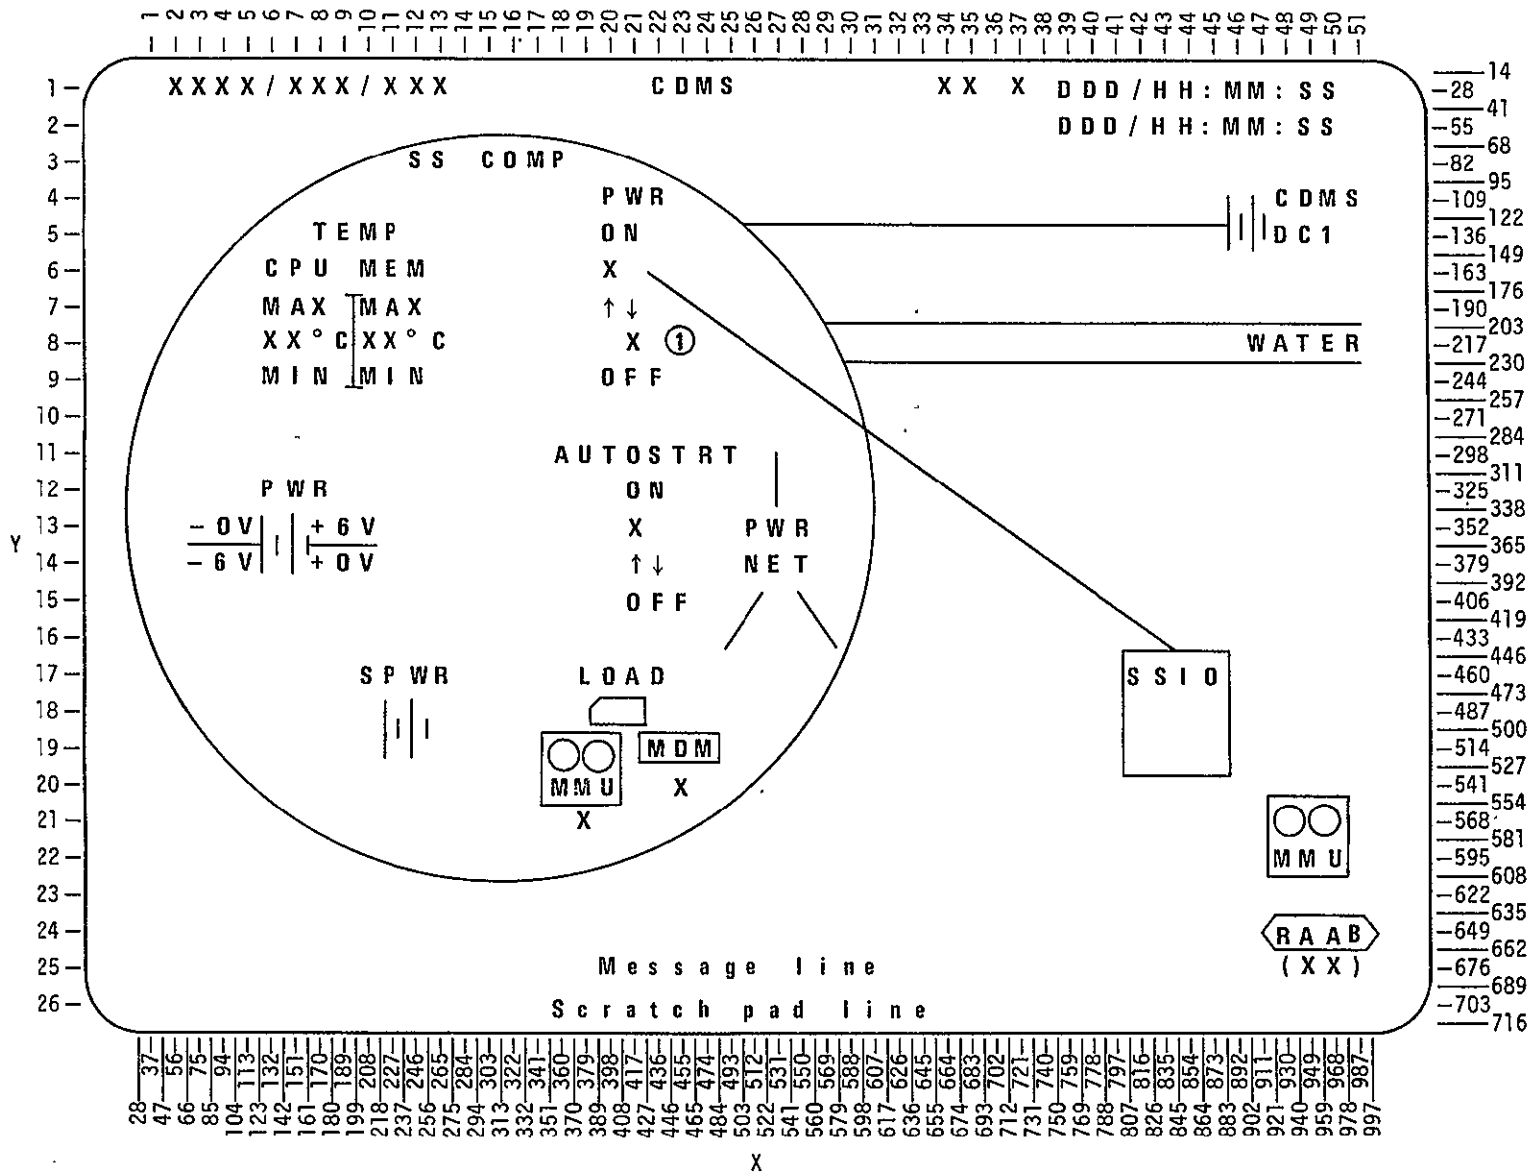 1 2 3 4 5 6 7 8 9 10 11 12 13 14 15 16 17 18 19 20 21 22 23 24 25 26 27 28 29 30 31 32 33 34 35 36 37 38 39 40 41 42 43 44 45 46 47 48 49 50 51
14
1 XXXX/XXX/XXX CDMS XX X DDD/HH:MM:SS 28
41
2 DDD/HH:MM:SS 55
68
3 SS COMP 82
95
4 PWR CDMS 109
122
5 TEMP ON DC1 136
149
6 CPU MEM X 163
176
7 MAX MAX ↑↓ 190
203
8 XX°C XX°C X ① WATER 217
230
9 MIN MIN OFF 244
257
10 271
284
11 AUTOSTRT 298
311
12 PWR ON 325
338
13 -0V +6V X PWR 352
Y 365
14 -6V +0V ↑↓ NET 379
392
15 OFF 406
419
16 433
446
17 SPWR LOAD SSIO 460
473
18 487
500
19 MDM 514
527
20 MMU X 541
554
21 X 568
581
22 MMU 595
608
23 622
635
24 RAAB 649
662
25 Message line (XX) 676
689
26 Scratch pad line 703
716
37 56 75 94 113 132 151 170 189 208 227 246 265 284 303 322 341 360 379 398 417 436 455 474 493 512 531 550 569 588 607 626 645 664 683 702 721 740 759 778 797 816 835 854 873 892 911 930 949 968 987
28 47 66 85 104 123 142 161 180 199 218 237 256 275 294 313 332 351 370 389 408 427 446 465 484 503 522 541 560 579 598 617 636 655 674 693 712 731 750 769 788 807 826 845 864 883 902 921 940 959 978 997
X